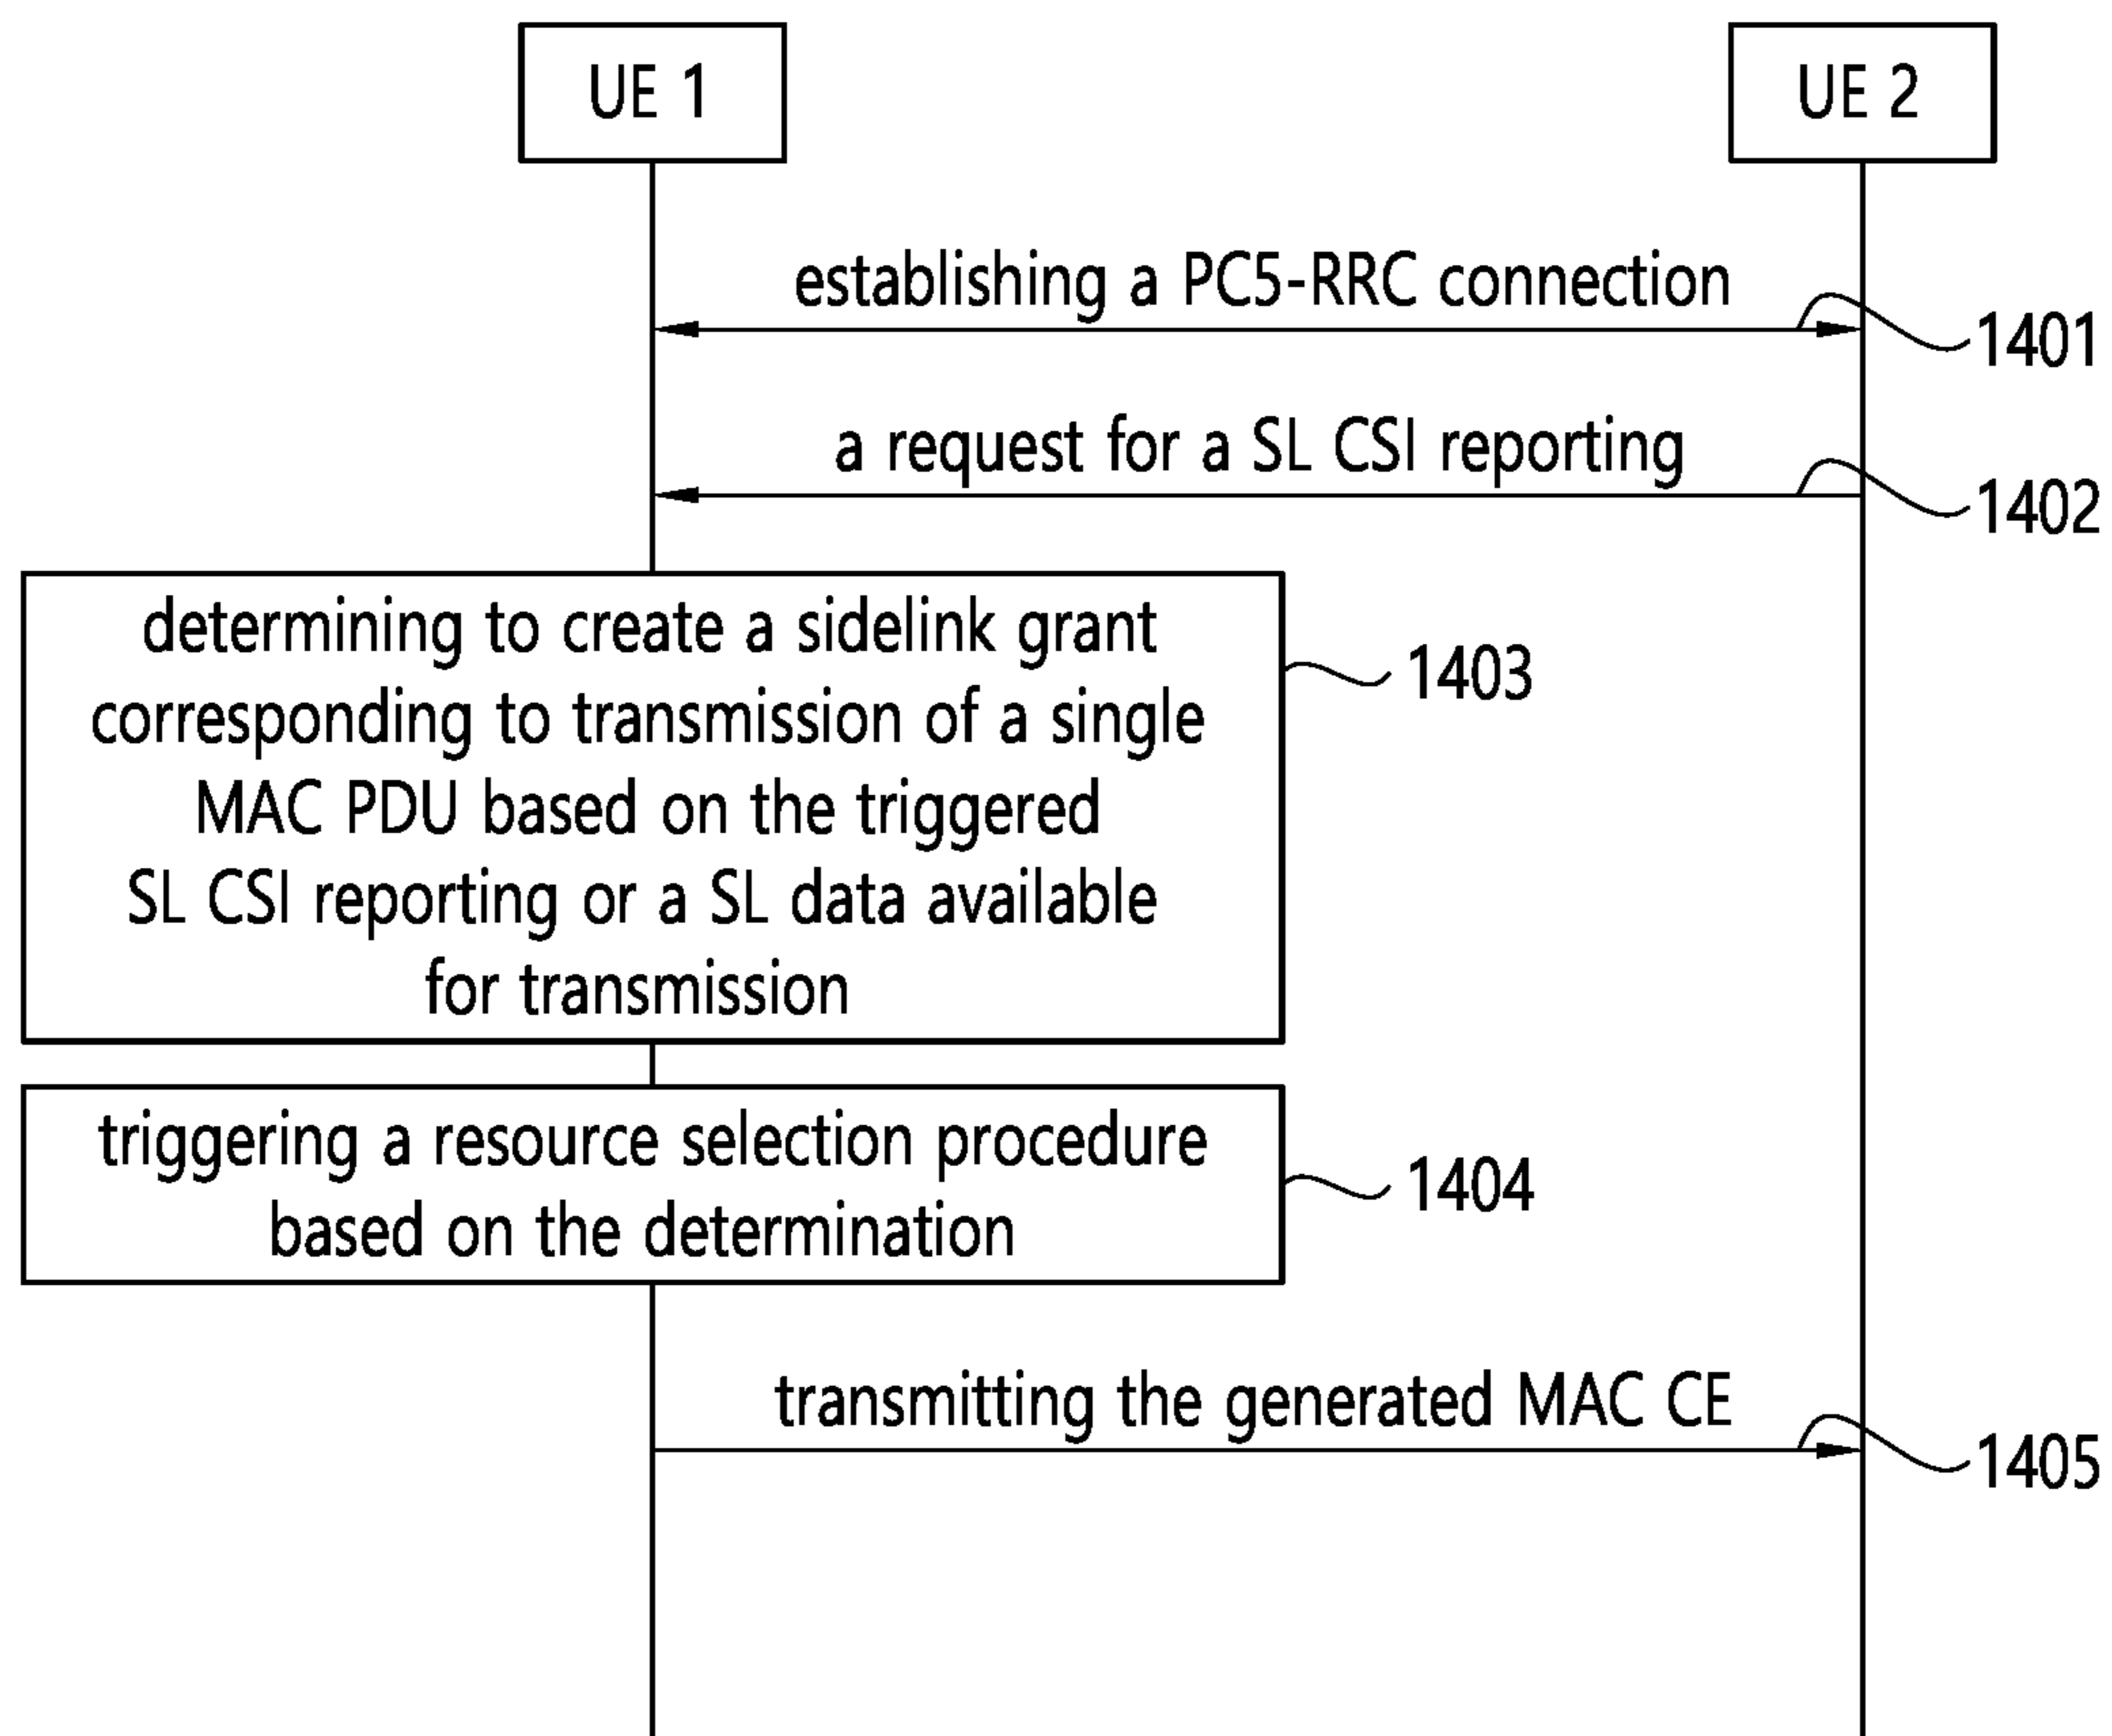 UE 1
UE 2
establishing a PC5-RRC connection
1401
a request for a SL CSI reporting
1402
determining to create a sidelink grant
corresponding to transmission of a single
MAC PDU based on the triggered
SL CSI reporting or a SL data available
for transmission
1403
triggering a resource selection procedure
based on the determination
1404
transmitting the generated MAC CE
1405